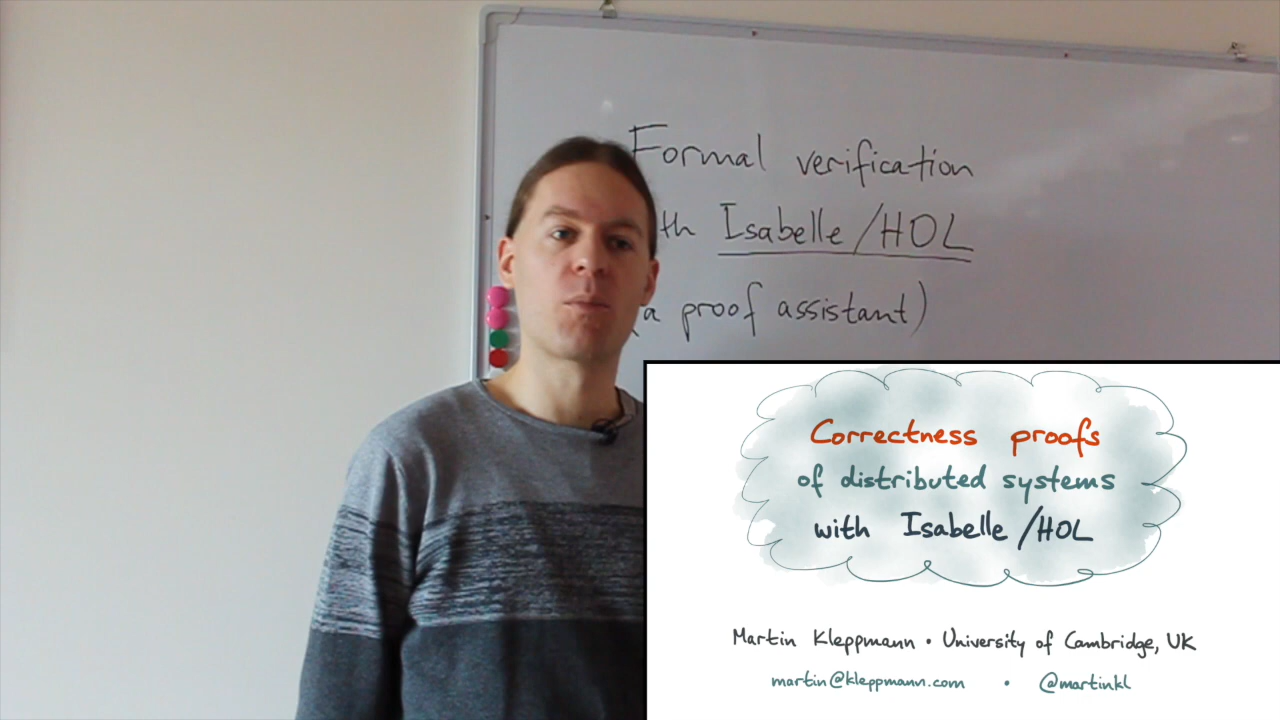 Formal verification
th Isabelle/HOL
(a proof assistant)
Correctness proofs
of distributed systems
with Isabelle/HOL
Martin Kleppmann • University of Cambridge, UK
martin@kleppmann.com • @martinkl